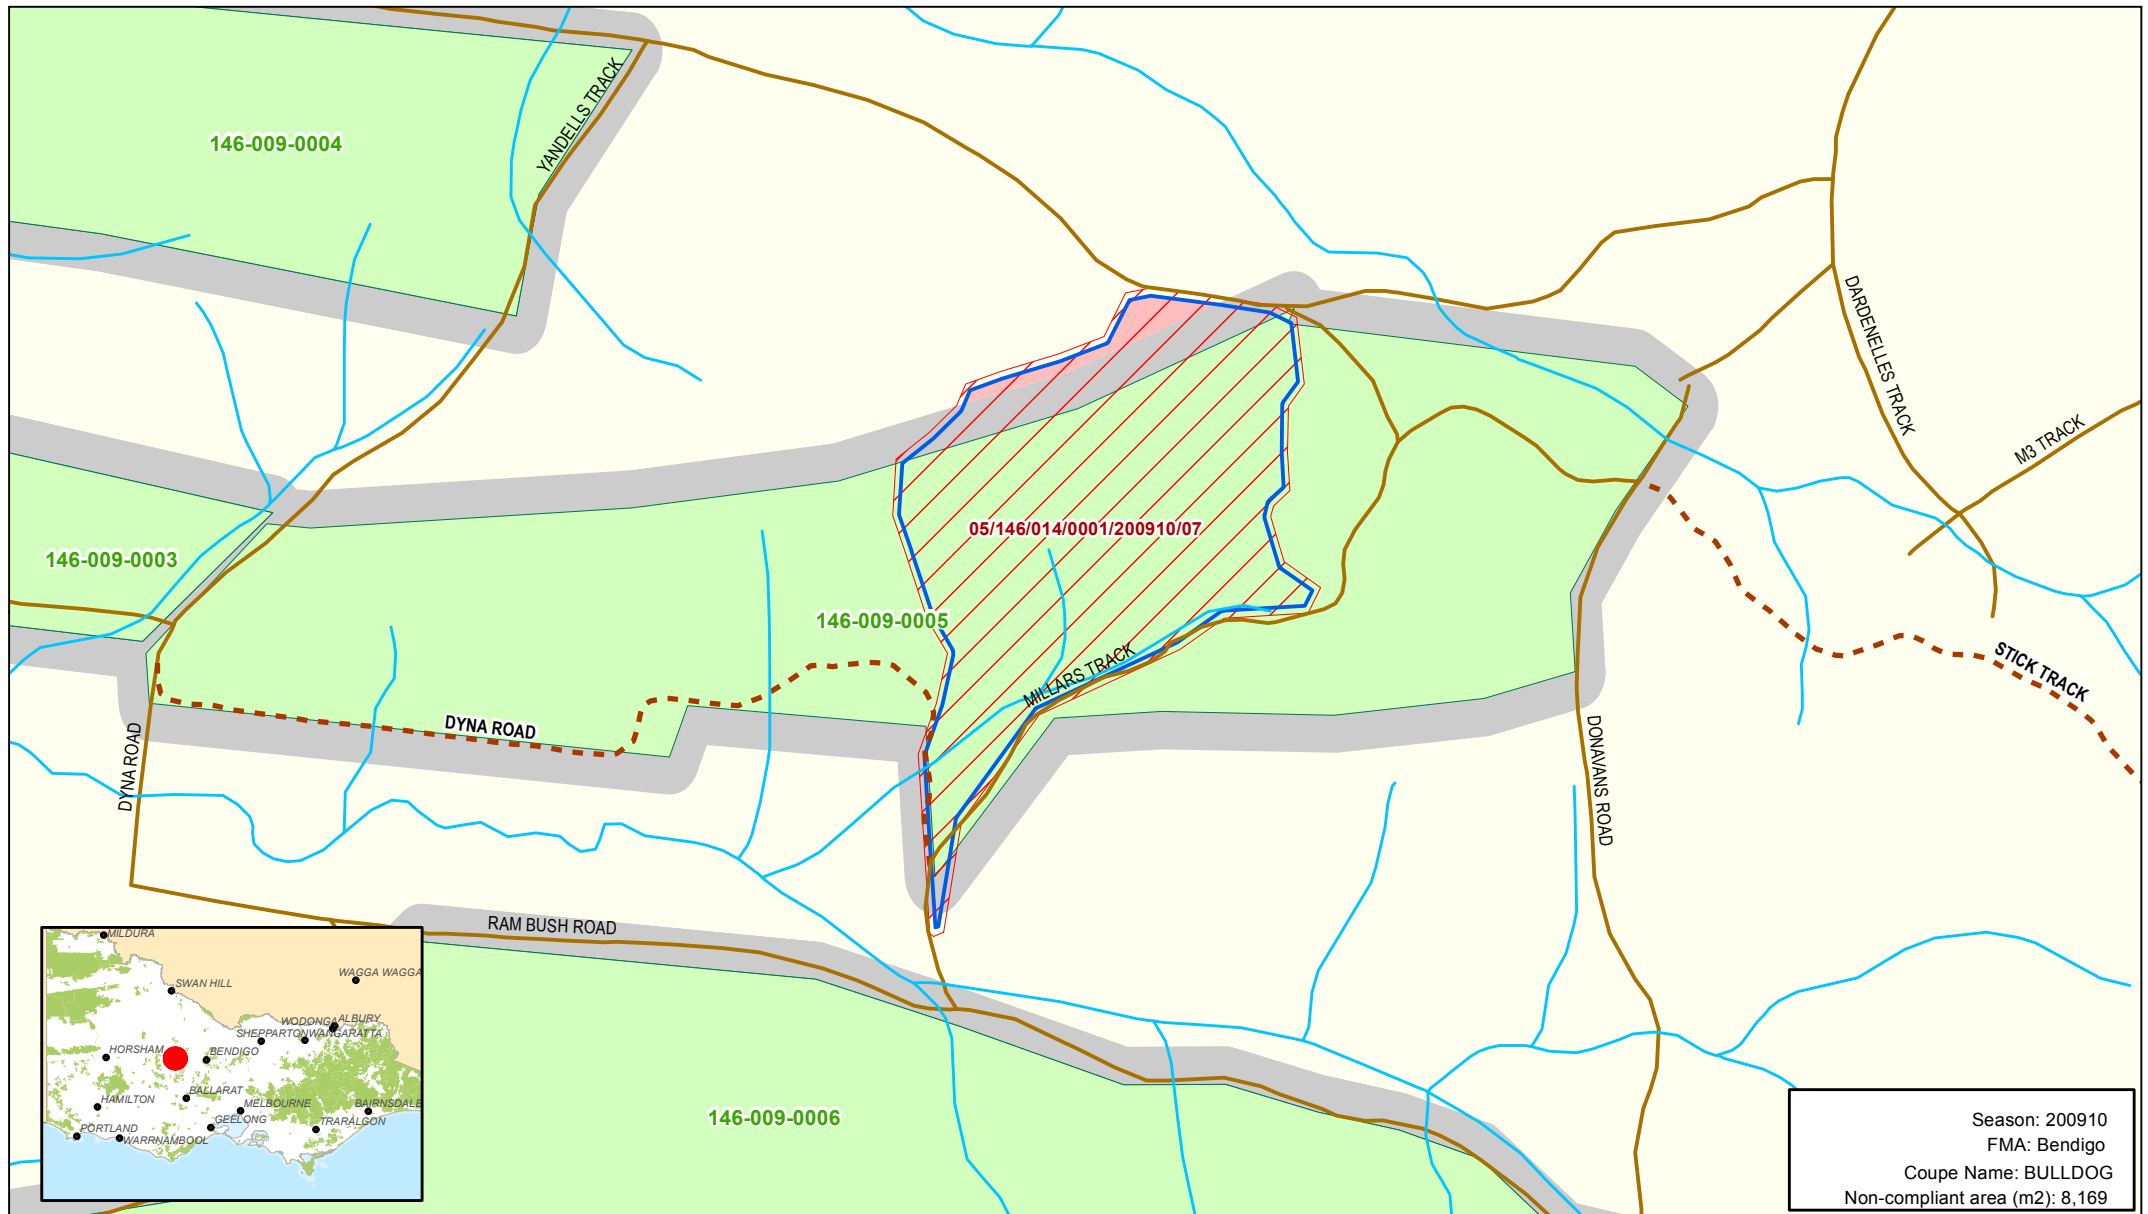 YANDELLS TRACK
146-009-0004
DARDENELLES TRACK
M3 TRACK
05/146/014/0001/200910/07
146-009-0003
146-009-0005
MILLARS TRACK
STICK TRACK
DYNA ROAD
DYNA ROAD
DONAVANS ROAD
RAM BUSH ROAD
146-009-0006
MILDURA
SWAN HILL
WAGGA WAGGA
WODONGA
ALBURY
SHEPPARTON
WANGARATTA
HORSHAM
BENDIGO
BALLARAT
HAMILTON
MELBOURNE
BAIRNSDALE
GEELONG
TRARALGON
PORTLAND
WARRNAMBOOL
Season: 200910
FMA: Bendigo
Coupe Name: BULLDOG
Non-compliant area (m2): 8,169